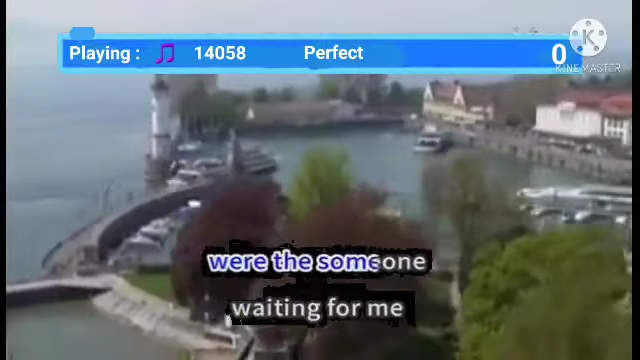 Playing : 14058 Perfect 0
KINEMASTER
were the someone
waiting for me